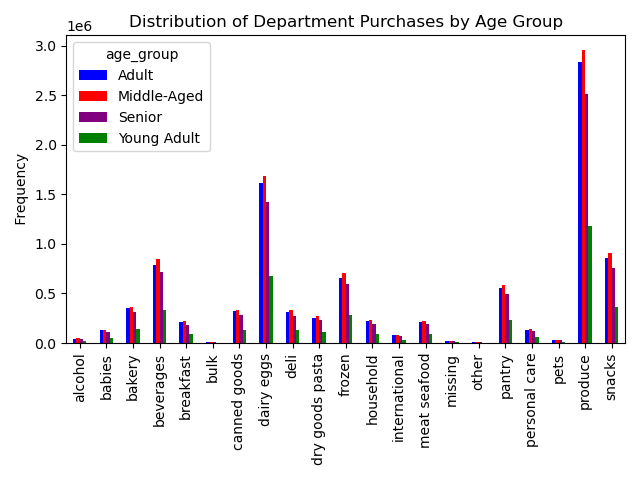 Distribution of Department Purchases by Age Group
1e6
age_group
Adult
Middle-Aged
Senior
Young Adult
3.0
2.5
2.0
1.5
1.0
0.5
0.0
Frequency
alcohol
babies
bakery
beverages
breakfast
bulk
canned goods
dairy eggs
deli
dry goods pasta
frozen
household
international
meat seafood
missing
other
pantry
personal care
pets
produce
snacks